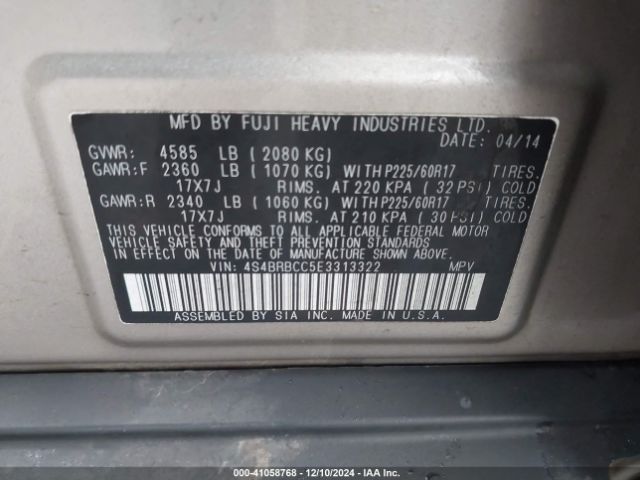 MFD BY FUJI HEAVY INDUSTRIES LTD.
DATE: 04/14
GVWR: 4585 LB (2080 KG)
GAWR:F 2360 LB (1070 KG) WITH P225/60R17 TIRES.
17X7J RIMS. AT 220 KPA (32 PSI) COLD
GAWR:R 2340 LB (1060 KG) WITH P225/60R17 TIRES.
17X7J RIMS. AT 210 KPA (30 PSI) COLD
THIS VEHICLE CONFORMS TO ALL APPLICABLE FEDERAL MOTOR
VEHICLE SAFETY AND THEFT PREVENTION STANDARDS
IN EFFECT ON THE DATE OF MANUFACTURE SHOWN ABOVE.
VIN: 4S4BRBCC5E3313322 MPV
ASSEMBLED BY SIA INC. MADE IN U.S.A.
000-41058768 - 12/10/2024 - IAA Inc.